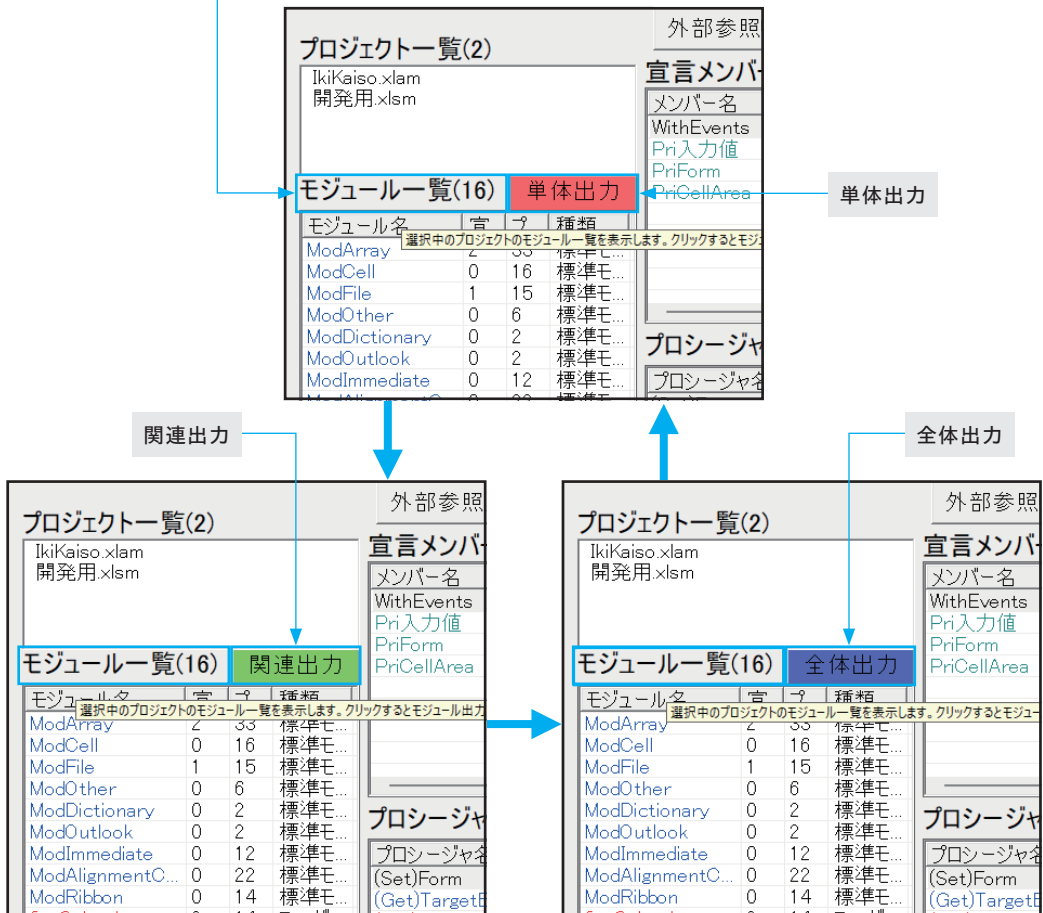 外部参照
プロジェクト一覧(2)
IkiKaiso.xlam
開発用.xlsm
宣言メンバ
メンバー名
WithEvents
Pri入力値
PriForm
PriCellArea
モジュール一覧(16) 単体出力
単体出力
モジュール名 宣 プ 種類
選択中のプロジェクトのモジュール一覧を表示します。クリックするとモジ
ModArray 2 33 標準モ...
ModCell 0 16 標準モ...
ModFile 1 15 標準モ...
ModOther 0 6 標準モ...
ModDictionary 0 2 標準モ...
ModOutlook 0 2 標準モ...
ModImmediate 0 12 標準モ...
プロシージャ
プロシージャ名
関連出力
全体出力
外部参照
プロジェクト一覧(2)
IkiKaiso.xlam
開発用.xlsm
宣言メンバ
メンバー名
WithEvents
Pri入力値
PriForm
PriCellArea
モジュール一覧(16) 関連出力
モジュール名 宣 プ 種類
選択中のプロジェクトのモジュール一覧を表示します。クリックするとモジュール出力
ModArray 2 33 標準モ...
ModCell 0 16 標準モ...
ModFile 1 15 標準モ...
ModOther 0 6 標準モ...
ModDictionary 0 2 標準モ...
ModOutlook 0 2 標準モ...
ModImmediate 0 12 標準モ...
ModAlignmentC... 0 22 標準モ...
ModRibbon 0 14 標準モ...
プロシージャ
プロシージャ名
(Set)Form
(Get)TargetB
外部参照
プロジェクト一覧(2)
IkiKaiso.xlam
開発用.xlsm
宣言メンバ
メンバー名
WithEvents
Pri入力値
PriForm
PriCellArea
モジュール一覧(16) 全体出力
モジュール名 宣 プ 種類
選択中のプロジェクトのモジュール一覧を表示します。クリックするとモジュー
ModArray 2 33 標準モ...
ModCell 0 16 標準モ...
ModFile 1 15 標準モ...
ModOther 0 6 標準モ...
ModDictionary 0 2 標準モ...
ModOutlook 0 2 標準モ...
ModImmediate 0 12 標準モ...
ModAlignmentC... 0 22 標準モ...
ModRibbon 0 14 標準モ...
プロシージャ
プロシージャ名
(Set)Form
(Get)TargetB